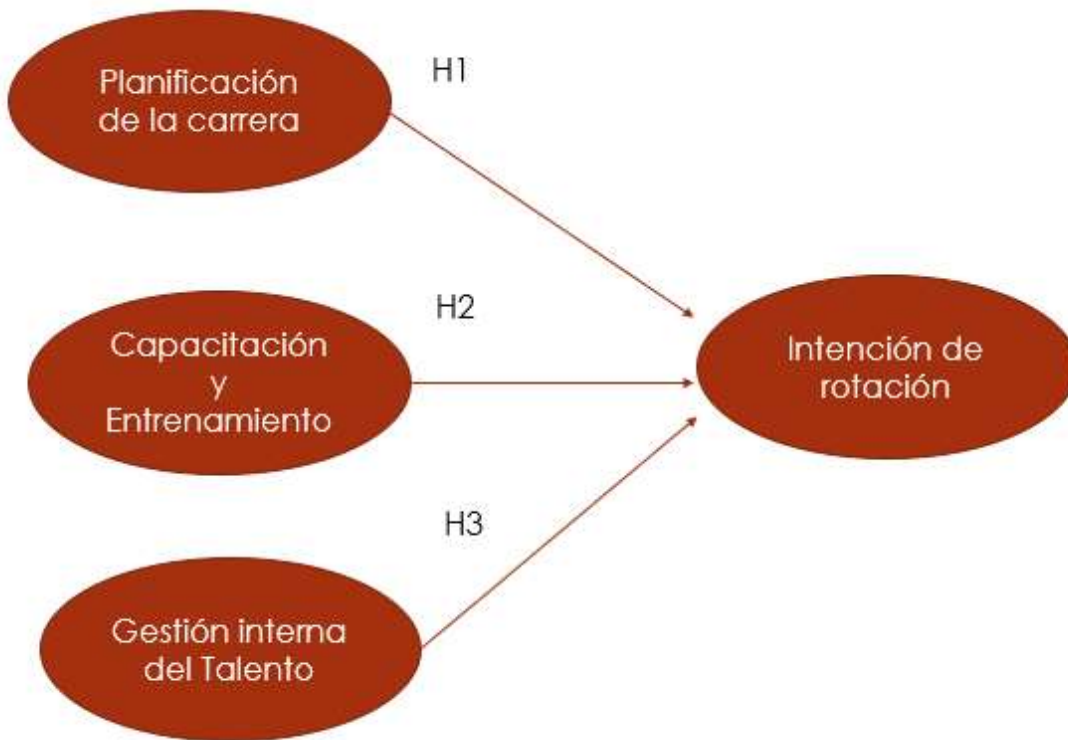 Planificación
de la carrera
H1
Capacitación
y
Entrenamiento
H2
Intención de
rotación
H3
Gestión interna
del Talento